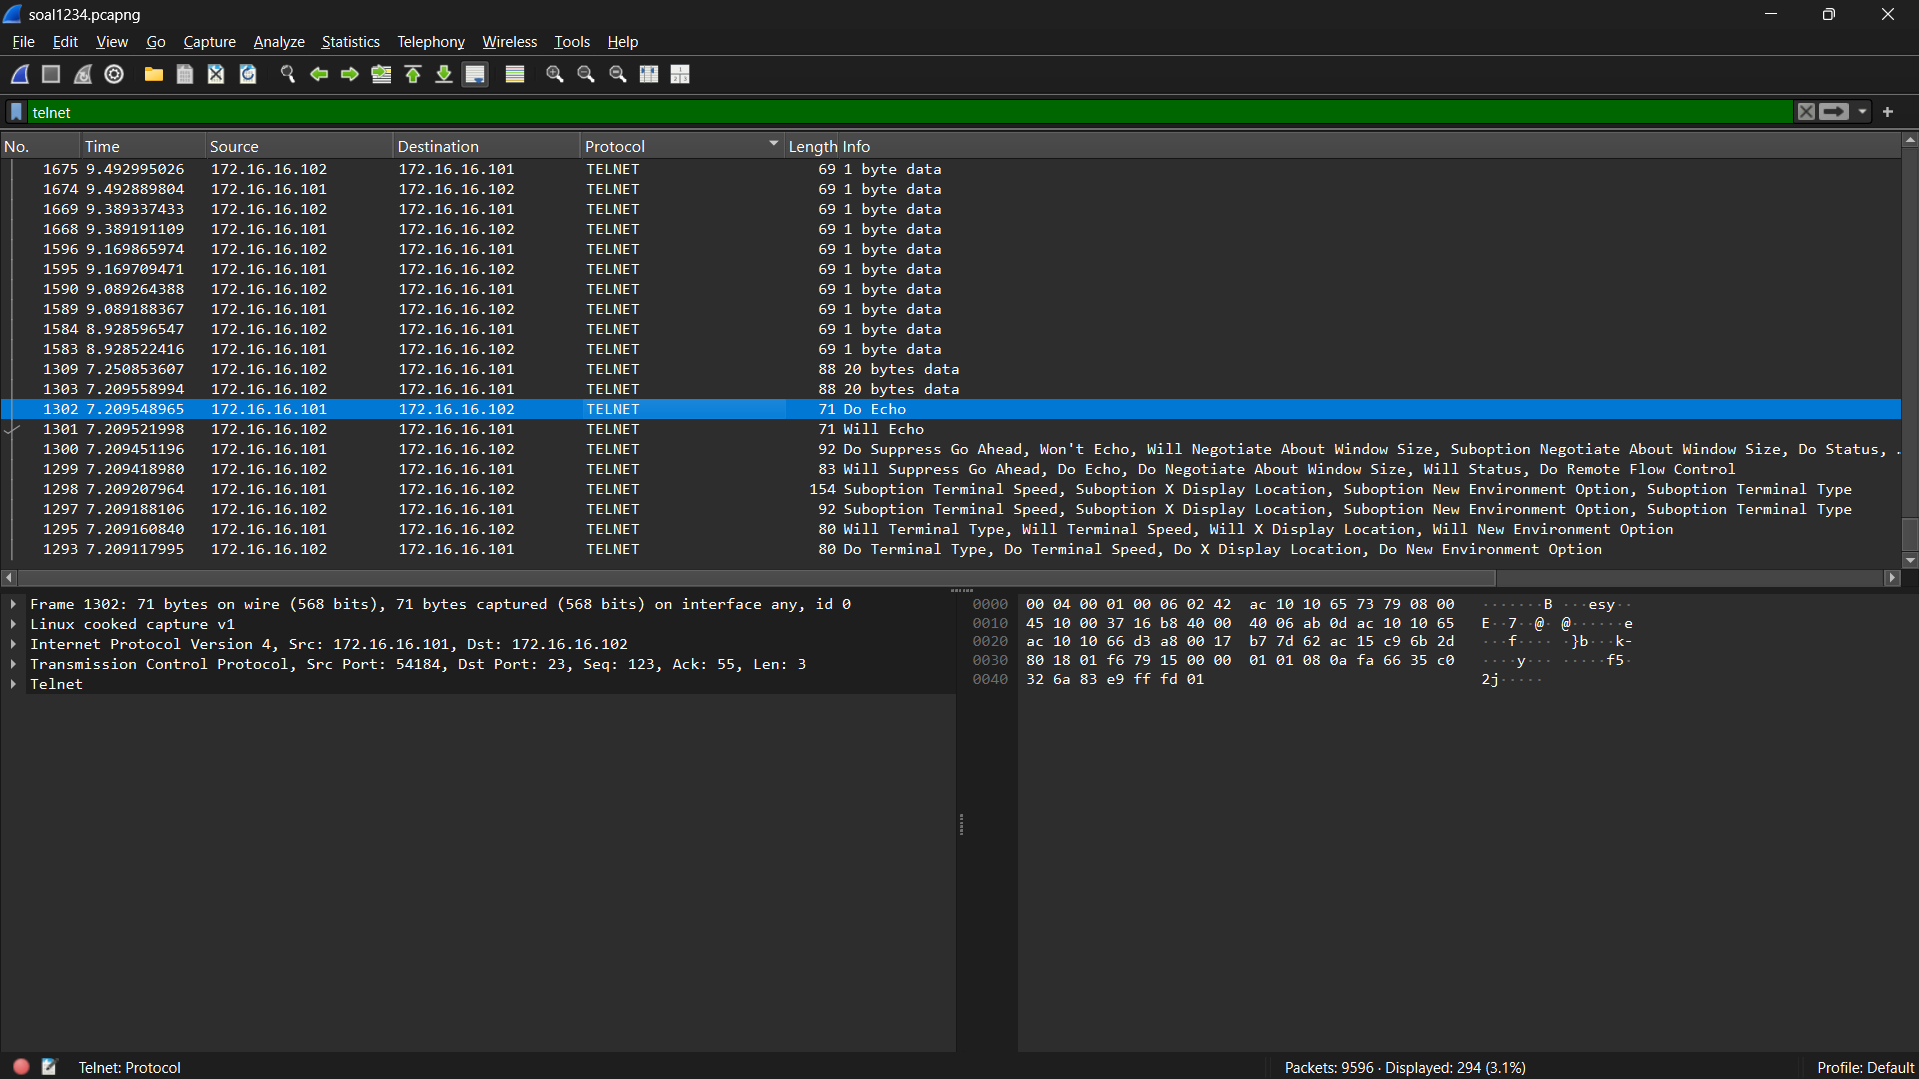 soal1234.pcapng
File Edit View Go Capture Analyze Statistics Telephony Wireless Tools Help
telnet
No. Time Source Destination Protocol Length Info
1675 9.492995026 172.16.16.102 172.16.16.101 TELNET 69 1 byte data
1674 9.492889804 172.16.16.101 172.16.16.102 TELNET 69 1 byte data
1669 9.389337433 172.16.16.102 172.16.16.101 TELNET 69 1 byte data
1668 9.389191109 172.16.16.101 172.16.16.102 TELNET 69 1 byte data
1596 9.169865974 172.16.16.102 172.16.16.101 TELNET 69 1 byte data
1595 9.169709471 172.16.16.101 172.16.16.102 TELNET 69 1 byte data
1590 9.089264388 172.16.16.102 172.16.16.101 TELNET 69 1 byte data
1589 9.089188367 172.16.16.101 172.16.16.102 TELNET 69 1 byte data
1584 8.928596547 172.16.16.102 172.16.16.101 TELNET 69 1 byte data
1583 8.928522416 172.16.16.101 172.16.16.102 TELNET 69 1 byte data
1309 7.250853607 172.16.16.102 172.16.16.101 TELNET 88 20 bytes data
1303 7.209558994 172.16.16.102 172.16.16.101 TELNET 88 20 bytes data
1302 7.209548965 172.16.16.101 172.16.16.102 TELNET 71 Do Echo
1301 7.209521998 172.16.16.102 172.16.16.101 TELNET 71 Will Echo
1300 7.209451196 172.16.16.101 172.16.16.102 TELNET 92 Do Suppress Go Ahead, Won't Echo, Will Negotiate About Window Size, Suboption Negotiate About Window Size, Do Status, .
1299 7.209418980 172.16.16.102 172.16.16.101 TELNET 83 Will Suppress Go Ahead, Do Echo, Do Negotiate About Window Size, Will Status, Do Remote Flow Control
1298 7.209207964 172.16.16.101 172.16.16.102 TELNET 154 Suboption Terminal Speed, Suboption X Display Location, Suboption New Environment Option, Suboption Terminal Type
1297 7.209188106 172.16.16.102 172.16.16.101 TELNET 92 Suboption Terminal Speed, Suboption X Display Location, Suboption New Environment Option, Suboption Terminal Type
1295 7.209160840 172.16.16.101 172.16.16.102 TELNET 80 Will Terminal Type, Will Terminal Speed, Will X Display Location, Will New Environment Option
1293 7.209117995 172.16.16.102 172.16.16.101 TELNET 80 Do Terminal Type, Do Terminal Speed, Do X Display Location, Do New Environment Option
Frame 1302: 71 bytes on wire (568 bits), 71 bytes captured (568 bits) on interface any, id 0
Linux cooked capture v1
Internet Protocol Version 4, Src: 172.16.16.101, Dst: 172.16.16.102
Transmission Control Protocol, Src Port: 54184, Dst Port: 23, Seq: 123, Ack: 55, Len: 3
Telnet
0000 00 04 00 01 00 06 02 42 ac 10 10 65 73 79 08 00 ·······B ···esy··
0010 45 10 00 37 16 b8 40 00 40 06 ab 0d ac 10 10 65 E··7··@· @······e
0020 ac 10 10 66 d3 a8 00 17 b7 7d 62 ac 15 c9 6b 2d ···f···· ·}b···k-
0030 80 18 01 f6 79 15 00 00 01 01 08 0a fa 66 35 c0 ····y··· ·····f5·
0040 32 6a 83 e9 ff fd 01 2j·····
Telnet: Protocol
Packets: 9596 · Displayed: 294 (3.1%)
Profile: Default